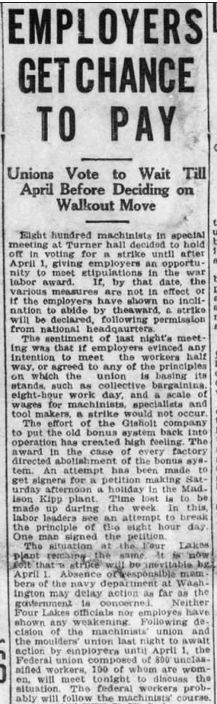 EMPLOYERS
GET CHANCE
TO PAY
Unions Vote to Wait Till
April Before Deciding on
Walkout Move
Eight hundred machinists in special
meeting at Turner hall decided to hold
off in voting for a strike until after
April 1, giving employers an opportu-
nity to meet stipulations in the war
labor award. If, by that date, the
various measures are not in effect or
if the employers have shown no incli-
nation to abide by theaward, a strike
will be declared, following permission
from national headqaurters.
The sentiment of last night's meet-
ing was that if employers evinced any
intention to meet the workers half
way, or agreed to any of the principles
on which the union is basing its
stands, such as collective bargaining,
eight-hour work day, and a scale of
wages for machinists, specialists and
tool makers, a strike would not occur.
The effort of the Gisholt company
to put the old bonus system back into
operation has created high feeling. The
award in the case of every factory
directed abolishment of the bonus sys-
tem. An attempt has been made to
get signers for a petition making Sat-
urday afternoon a holiday in the Mad-
ison Kipp plant. Time lost is to be
made up during the week. In this,
labor leaders see an attempt to break
the principle of the eight hour day.
One man signed the petition.
The situation at the Four Lakes
plant remains the same. It is now
felt that a strike will be inevitable by
April 1. Absence of responsible mem-
bers of the navy department at Wash-
ington may delay action as far as the
government is concerned. Neither
Four Lakes officials nor employes have
shown any weakening. Following de-
cision of the machinists' union and
the moulders' union last night to await
action by employers until April 1, the
Federal union composed of 800 unclas-
sified workers, 100 of whom are wom-
en, will meet tonight to discuss the
situation. The federal workers prob-
ably will follow the machinists' course.